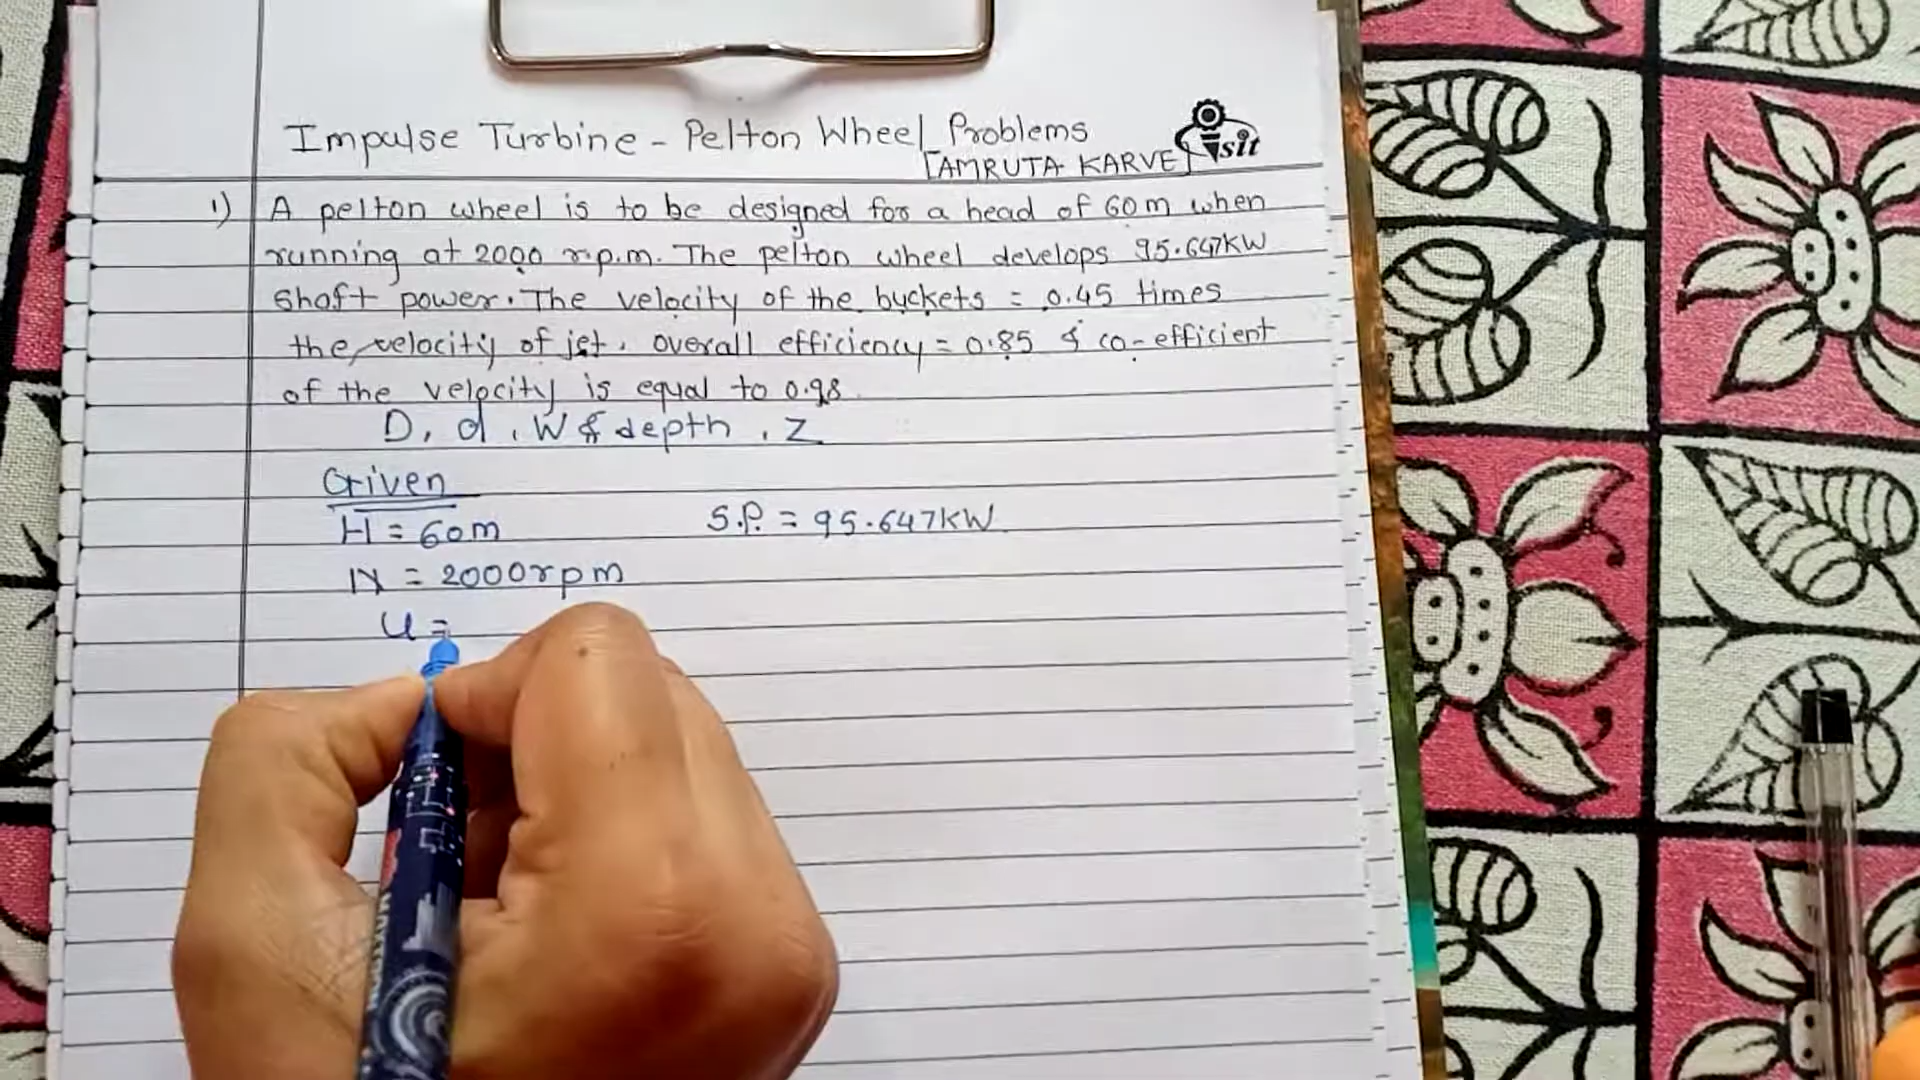 Impulse Turbine - Pelton Wheel Problems
[AMRUTA KARVE]
isit
1) A pelton wheel is to be designed for a head of 60m when
running at 2000 r.p.m. The pelton wheel develops 95.647KW
shaft power. The velocity of the buckets = 0.45 times
the velocity of jet. overall efficiency = 0.85 & co-efficient
of the velocity is equal to 0.98
D, d, W & depth, Z
Given
H = 60m
S.P. = 95.647KW
N = 2000rpm
U =